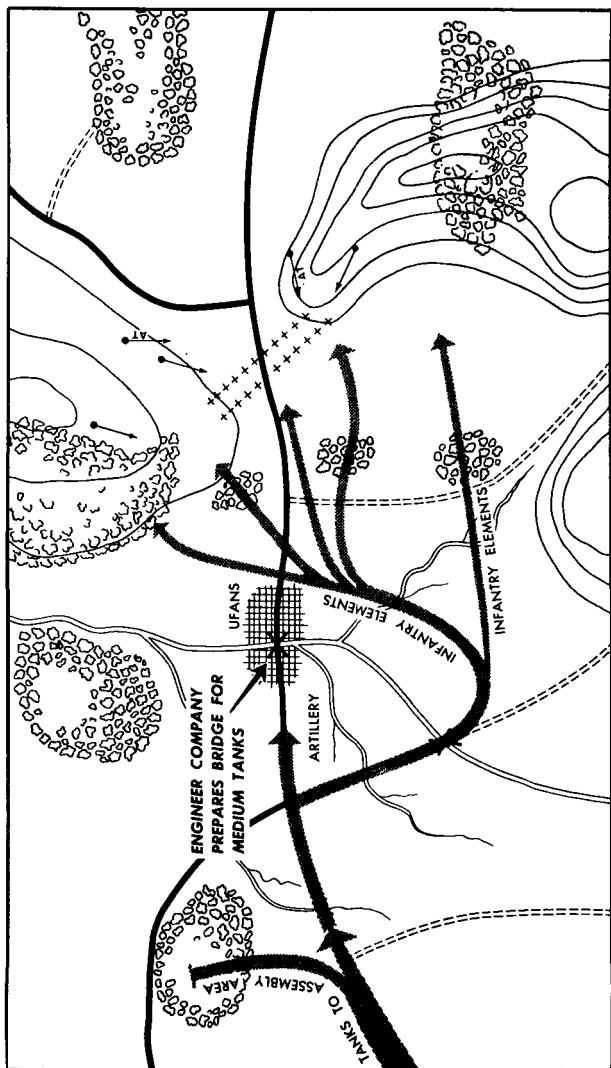 AT
AT
UFANS
INFANTRY ELEMENTS
INFANTRY ELEMENTS
ENGINEER COMPANY
PREPARES BRIDGE FOR
MEDIUM TANKS
ARTILLERY
TANKS TO ASSEMBLY AREA